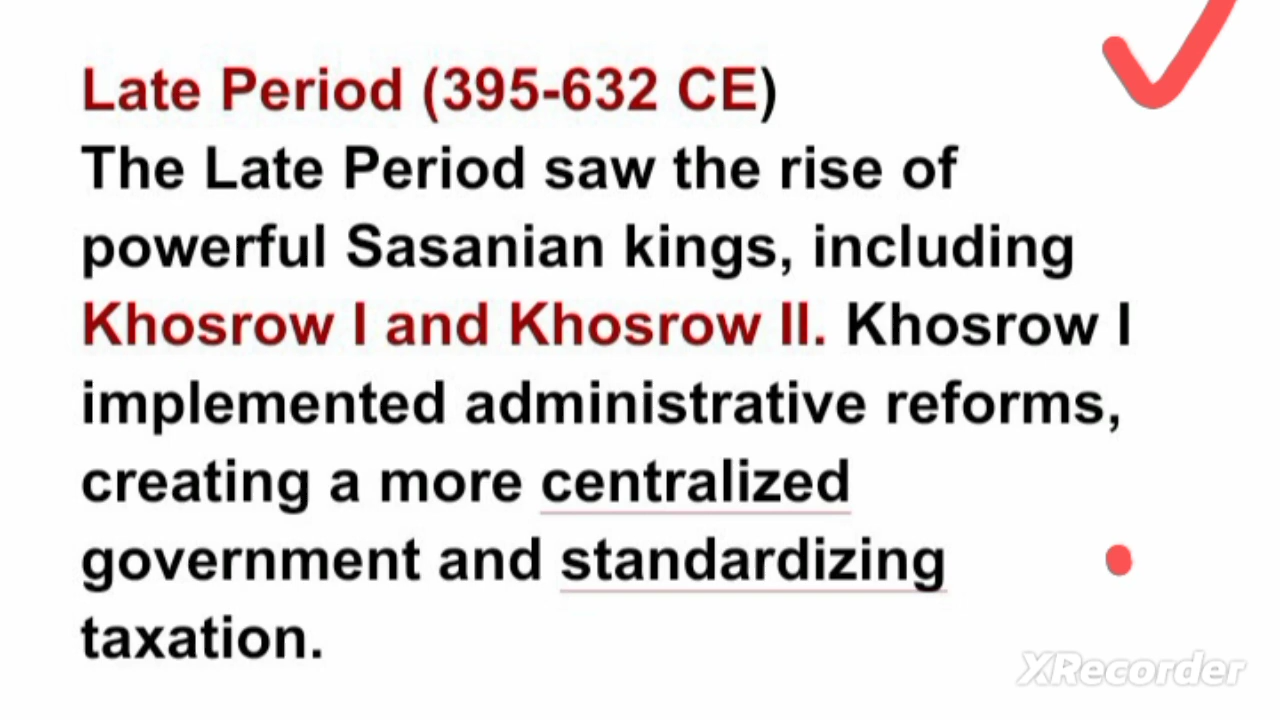 Late Period (395-632 CE)
The Late Period saw the rise of
powerful Sasanian kings, including
Khosrow I and Khosrow II. Khosrow I
implemented administrative reforms,
creating a more centralized
government and standardizing
taxation.
XRecorder